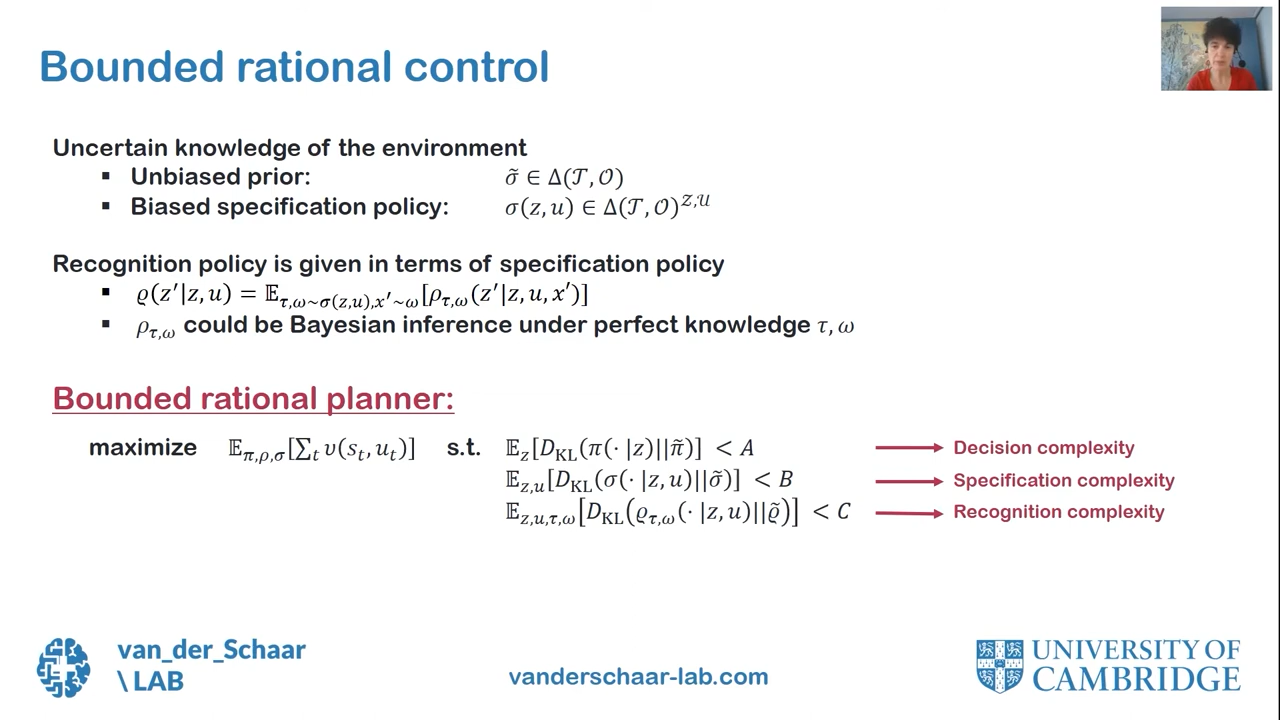 Bounded rational control
Uncertain knowledge of the environment
▪ Unbiased prior: σ̃ ∈ Δ(𝒯, 𝒪)
▪ Biased specification policy: σ(z, u) ∈ Δ(𝒯, 𝒪)^{𝒵,𝒰}
Recognition policy is given in terms of specification policy
▪ ϱ(z′|z, u) = 𝔼_{τ,ω∼σ(z,u),x′∼ω}[ρ_{τ,ω}(z′|z, u, x′)]
▪ ρ_{τ,ω} could be Bayesian inference under perfect knowledge τ, ω
Bounded rational planner:
maximize 𝔼_{π,ρ,σ}[∑_t υ(s_t, u_t)] s.t. 𝔼_z[D_KL(π(· |z)||π̃)] < A → Decision complexity
𝔼_{z,u}[D_KL(σ(· |z, u)||σ̃)] < B → Specification complexity
𝔼_{z,u,τ,ω}[D_KL(ϱ_{τ,ω}(· |z, u)||ϱ̃)] < C → Recognition complexity
van_der_Schaar
\ LAB
vanderschaar-lab.com
UNIVERSITY OF
CAMBRIDGE